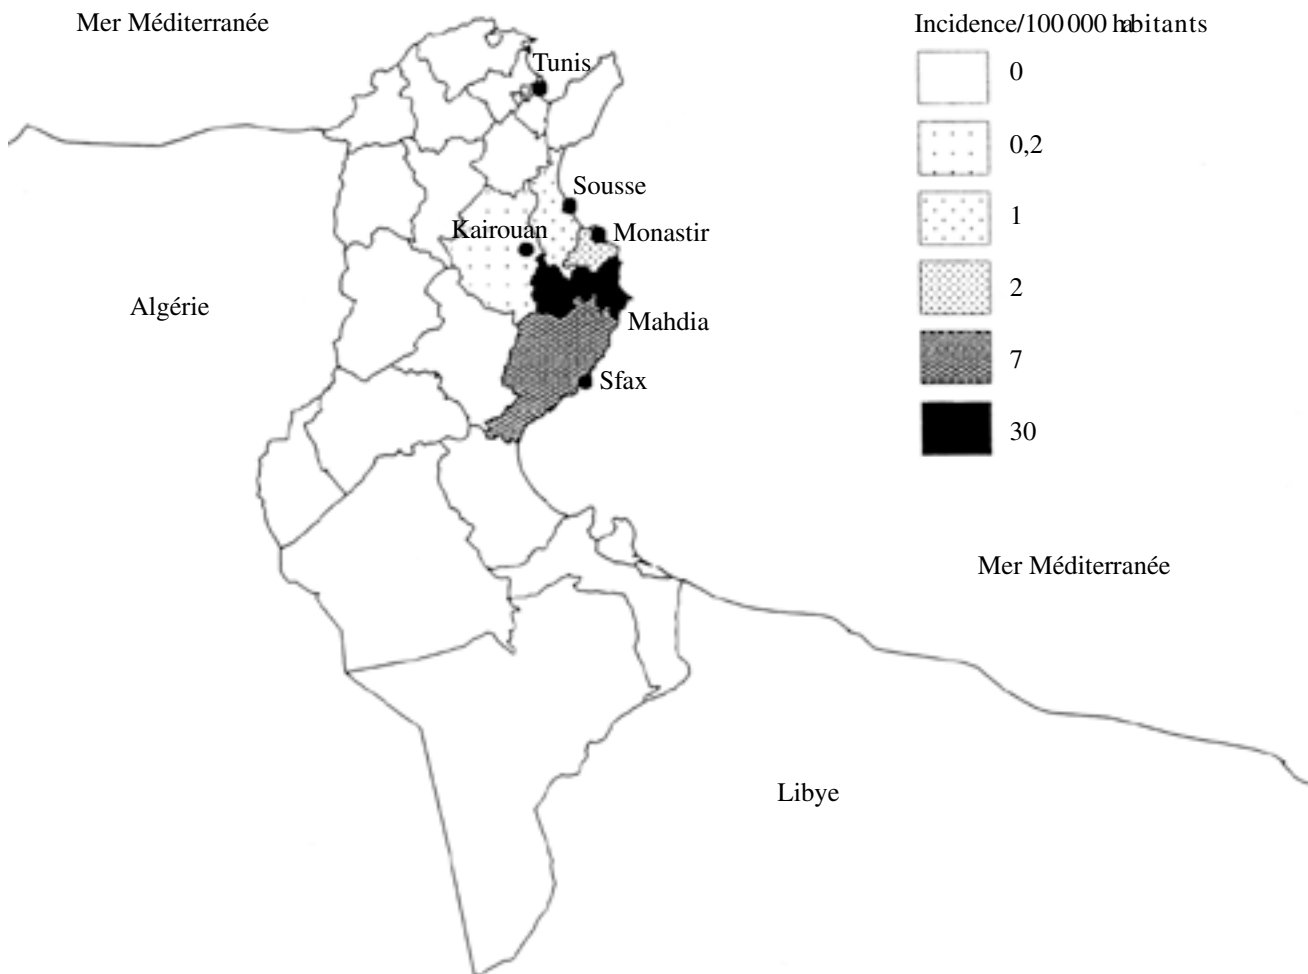 Mer Méditerranée
Incidence/100 000 habitants
0
Tunis
0,2
Sousse
1
Kairouan
Monastir
2
Algérie
Mahdia
7
Sfax
30
Mer Méditerranée
Libye